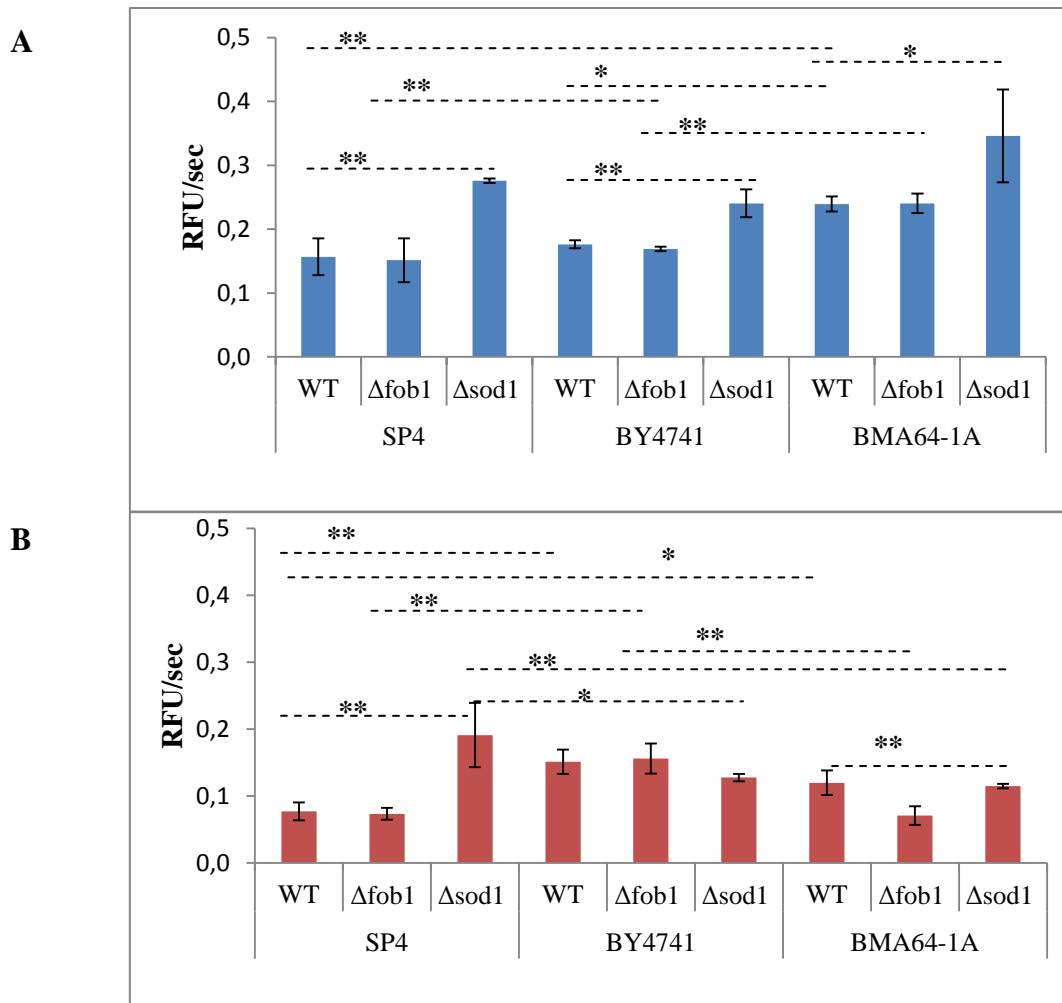 A
0,5
0,4
0,3
0,2
0,1
0,0
RFU/sec
** *
** *
** **
** **
WT Δfob1 Δsod1 WT Δfob1 Δsod1 WT Δfob1 Δsod1
SP4 BY4741 BMA64-1A
B
0,5
0,4
0,3
0,2
0,1
0,0
RFU/sec
**
*
**
**
**
** *
**
WT Δfob1 Δsod1 WT Δfob1 Δsod1 WT Δfob1 Δsod1
SP4 BY4741 BMA64-1A